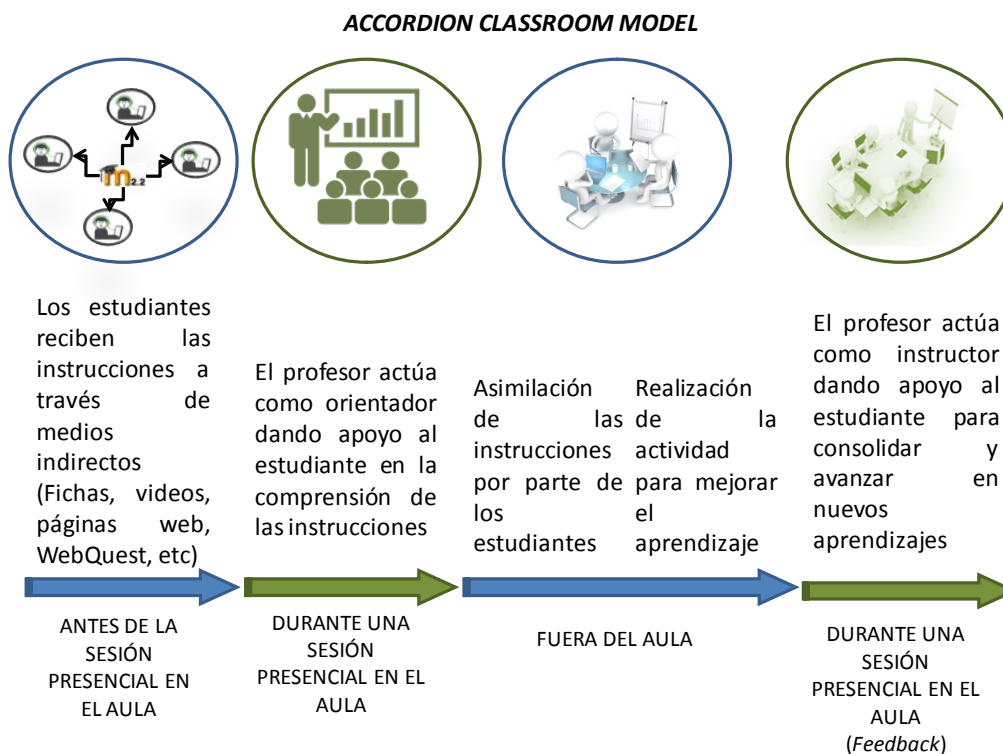 ACCORDION CLASSROOM MODEL
m2.2
Los estudiantes
reciben las
instrucciones a
través de
medios
indirectos
(Fichas, videos,
páginas web,
WebQuest, etc)
El profesor actúa
como orientador
dando apoyo al
estudiante en la
comprensión de
las instrucciones
Asimilación
de las
instrucciones
por parte de
los
estudiantes
Realización
de la
actividad
para mejorar
el
aprendizaje
El profesor actúa
como instructor
dando apoyo al
estudiante para
consolidar y
avanzar en
nuevos
aprendizajes
ANTES DE LA
SESIÓN
PRESENCIAL EN
EL AULA
DURANTE UNA
SESIÓN
PRESENCIAL EN EL
AULA
FUERA DEL AULA
DURANTE UNA
SESIÓN
PRESENCIAL EN EL
AULA
(Feedback)